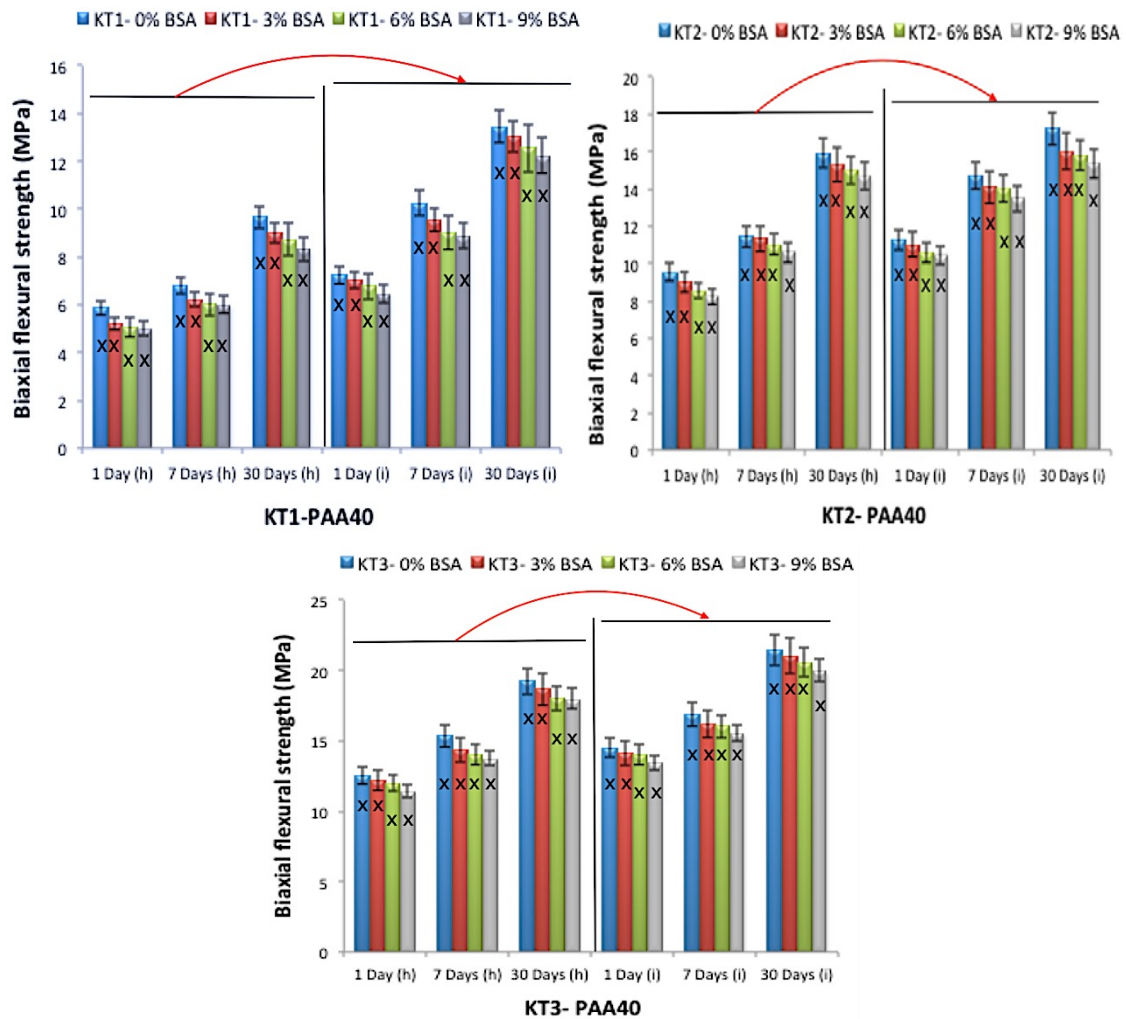 KT1- 0% BSA KT1- 3% BSA KT1- 6% BSA KT1- 9% BSA
Biaxial flexural strength (MPa)
16
14
12
10
8
6
4
2
0
X X X X X X X X X X X X X X X X X X X X X X X X
1 Day (h) 7 Days (h) 30 Days (h) 1 Day (i) 7 Days (i) 30 Days (i)
KT1-PAA40
KT2- 0% BSA KT2- 3% BSA KT2- 6% BSA KT2- 9% BSA
Biaxial flexural strength (MPa)
20
18
16
14
12
10
8
6
4
2
0
X X X X X X X X X X X X X X X X X X X X X X X X
1 Day (h) 7 Days (h) 30 Days (h) 1 Day (i) 7 Days (i) 30 Days (i)
KT2- PAA40
KT3- 0% BSA KT3- 3% BSA KT3- 6% BSA KT3- 9% BSA
Biaxial flexural strength (MPa)
25
20
15
10
5
0
X X X X X X X X X X X X X X X X X X X X X X X X
1 Day (h) 7 Days (h) 30 Days (h) 1 Day (i) 7 Days (i) 30 Days (i)
KT3- PAA40